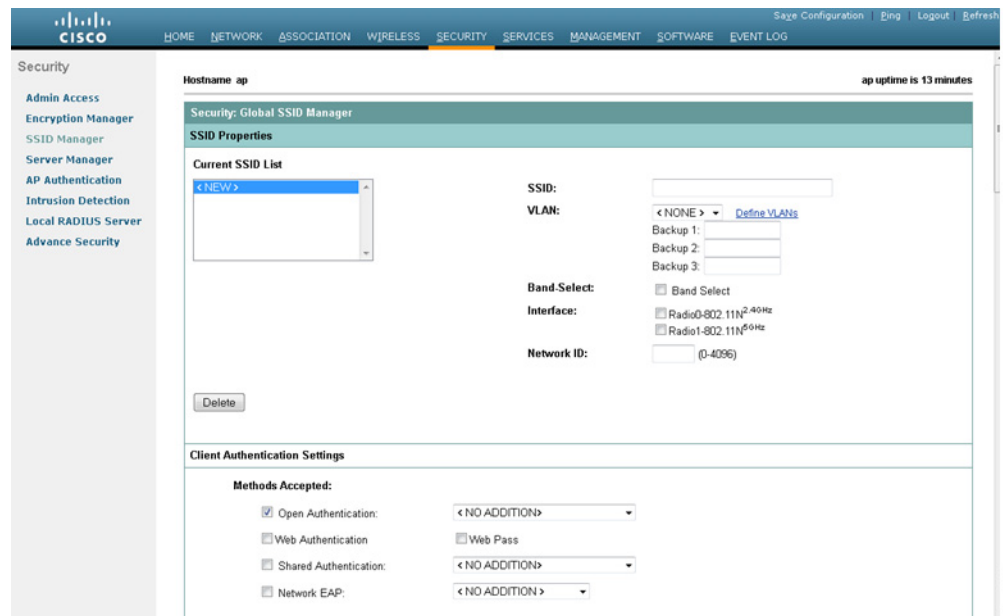 Save Configuration | Ping | Logout | Refresh
CISCO
HOME NETWORK ASSOCIATION WIRELESS SECURITY SERVICES MANAGEMENT SOFTWARE EVENT LOG
Security
Admin Access
Encryption Manager
SSID Manager
Server Manager
AP Authentication
Intrusion Detection
Local RADIUS Server
Advance Security
Hostname ap
ap uptime is 13 minutes
Security: Global SSID Manager
SSID Properties
Current SSID List
< NEW >
SSID:
VLAN:
< NONE >
Define VLANs
Backup 1:
Backup 2:
Backup 3:
Band-Select:
Band Select
Interface:
Radio0-802.11N2.4GHz
Radio1-802.11N5GHz
Network ID:
(0-4096)
Delete
Client Authentication Settings
Methods Accepted:
Open Authentication:
< NO ADDITION>
Web Authentication
Web Pass
Shared Authentication:
< NO ADDITION>
Network EAP:
< NO ADDITION >